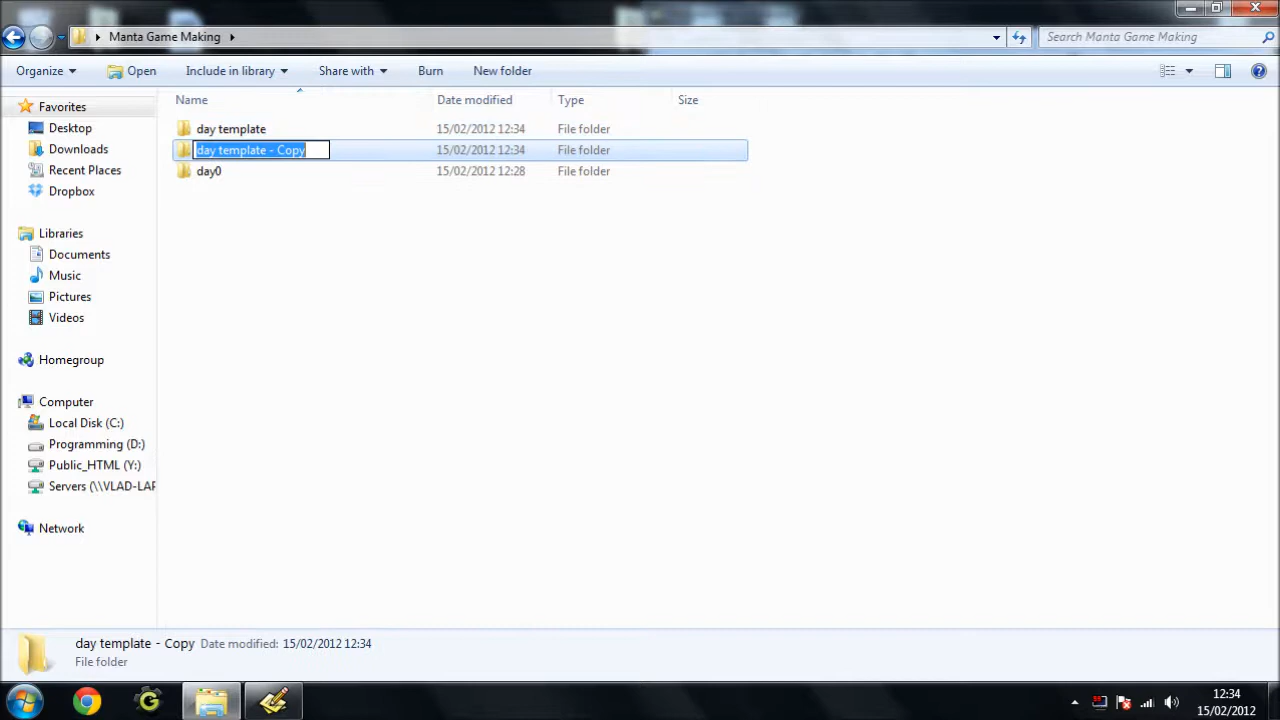 Manta Game Making
Search Manta Game Making
Organize Open Include in library Share with Burn New folder
Name Date modified Type Size
Favorites
Desktop
Downloads
Recent Places
Dropbox
Libraries
Documents
Music
Pictures
Videos
Homegroup
Computer
Local Disk (C:)
Programming (D:)
Public_HTML (Y:)
Servers (\\VLAD-LAP
Network
day template 15/02/2012 12:34 File folder
day template - Copy 15/02/2012 12:34 File folder
day0 15/02/2012 12:28 File folder
day template - Copy Date modified: 15/02/2012 12:34
File folder
12:34
15/02/2012